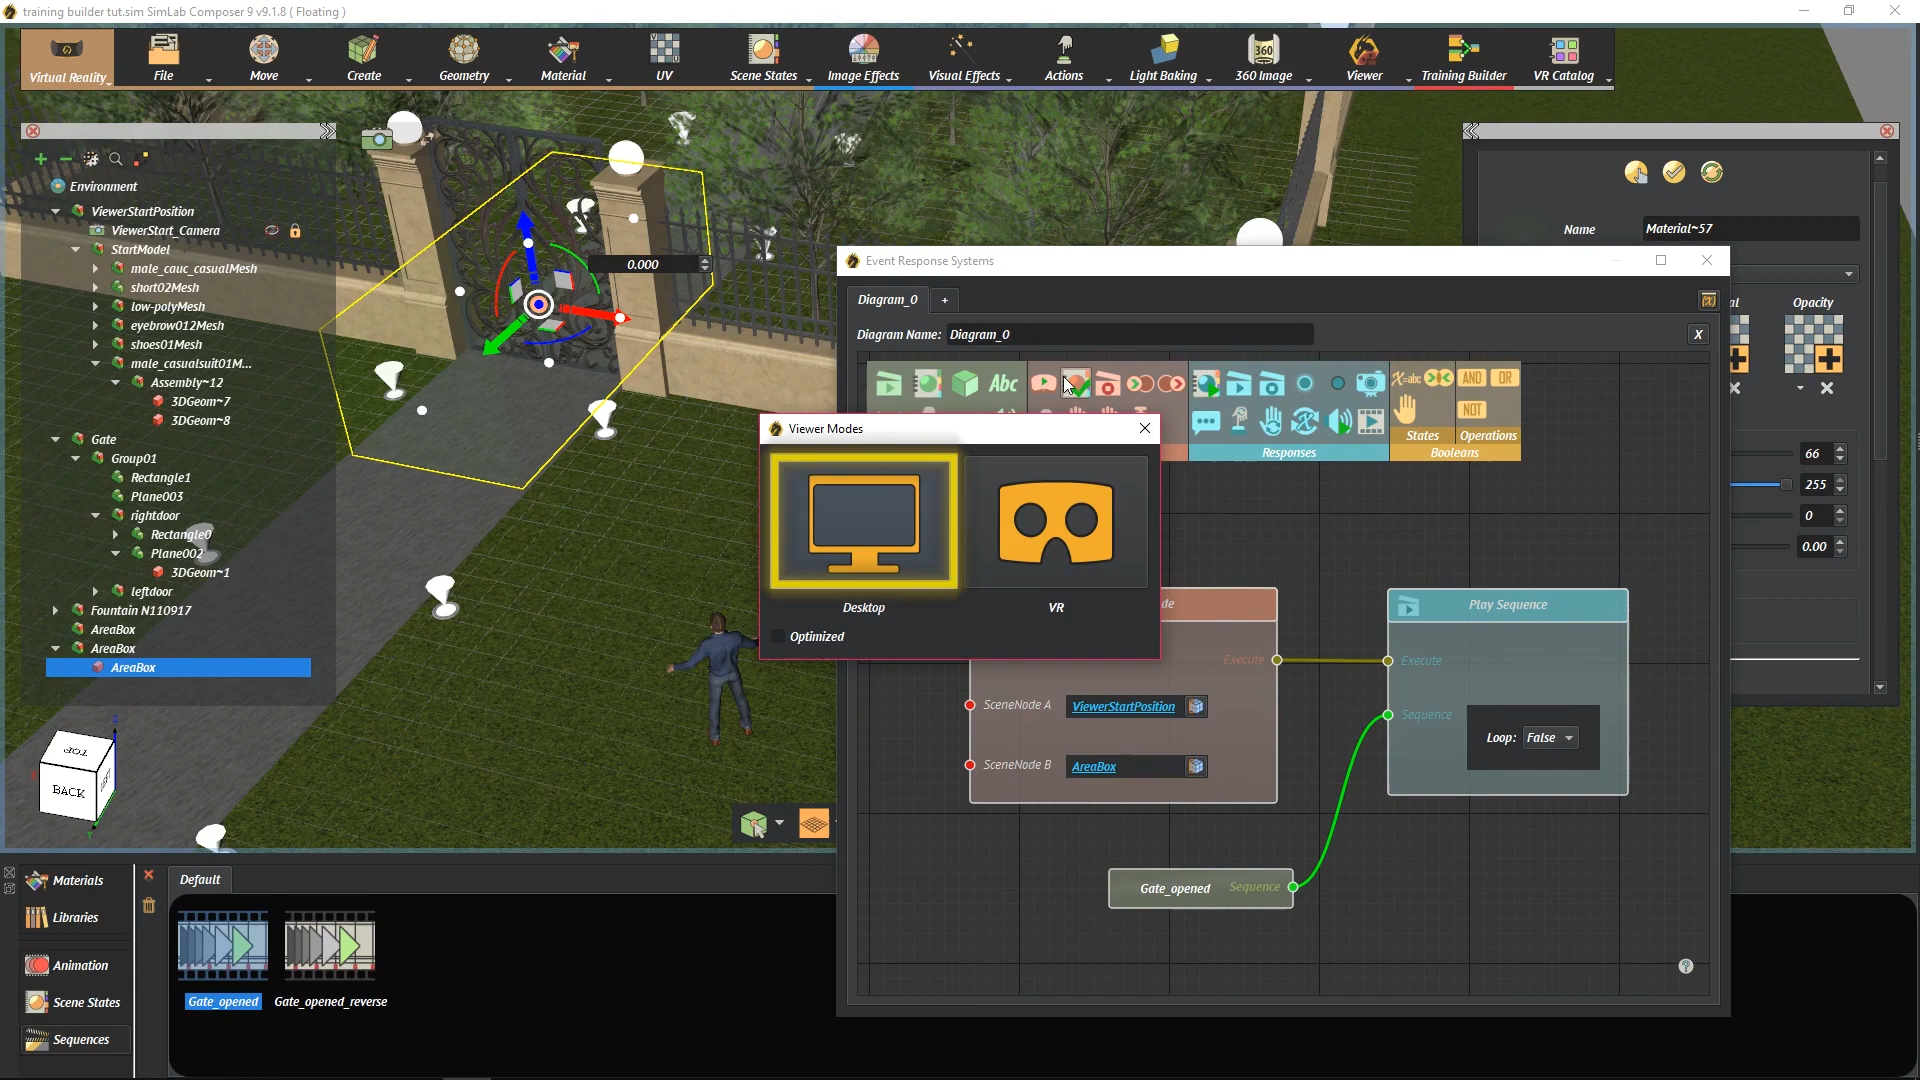 training builder tut.sim SimLab Composer 9 v9.1.8 ( Floating )
Virtual Reality
File
Move
Create
Geometry
Material
UV
Scene States
Image Effects
Visual Effects
Actions
Light Baking
360 Image
Viewer
Training Builder
VR Catalog
360
Environment
ViewerStartPosition
ViewerStart_Camera
StartModel
male_cauc_casualMesh
short02Mesh
low-polyMesh
eyebrow012Mesh
shoes01Mesh
male_casualsuit01M...
Assembly~12
3DGeom~7
3DGeom~8
Gate
Group01
Rectangle1
Plane003
rightdoor
Rectangle0
Plane002
3DGeom~1
leftdoor
Fountain N110917
AreaBox
AreaBox
AreaBox
0.000
TOP
BACK
Name
Material~57
al
Opacity
66
255
0
0.00
Event Response Systems
Diagram_0
+
Diagram Name: Diagram_0
X
Abc
X=abc
AND
OR
NOT
States
Operations
Responses
Booleans
Viewer Modes
Desktop
VR
Optimized
de
Execute
SceneNode A
ViewerStartPosition
SceneNode B
AreaBox
Play Sequence
Execute
Sequence
Loop: False
Gate_opened
Sequence
Materials
Libraries
Animation
Scene States
Sequences
Default
Gate_opened
Gate_opened_reverse